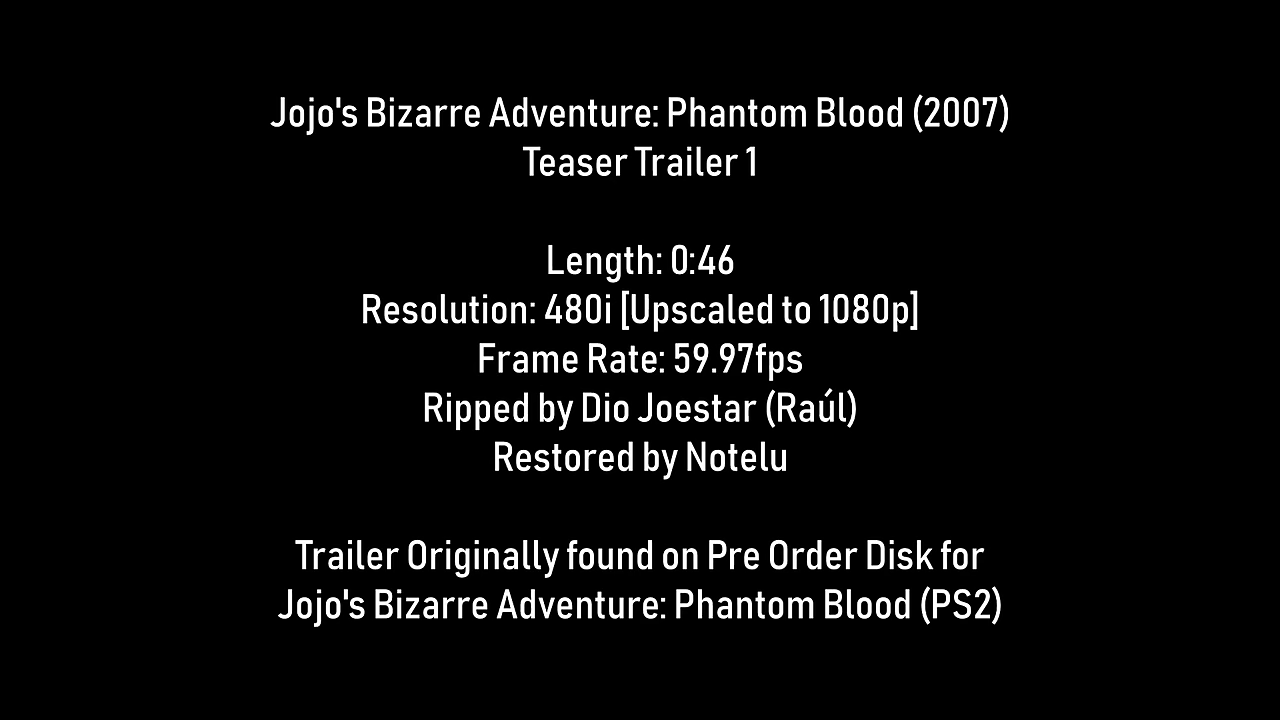 Jojo's Bizarre Adventure: Phantom Blood (2007)
Teaser Trailer 1
Length: 0:46
Resolution: 480i [Upscaled to 1080p]
Frame Rate: 59.97fps
Ripped by Dio Joestar (Raúl)
Restored by Notelu
Trailer Originally found on Pre Order Disk for
Jojo's Bizarre Adventure: Phantom Blood (PS2)